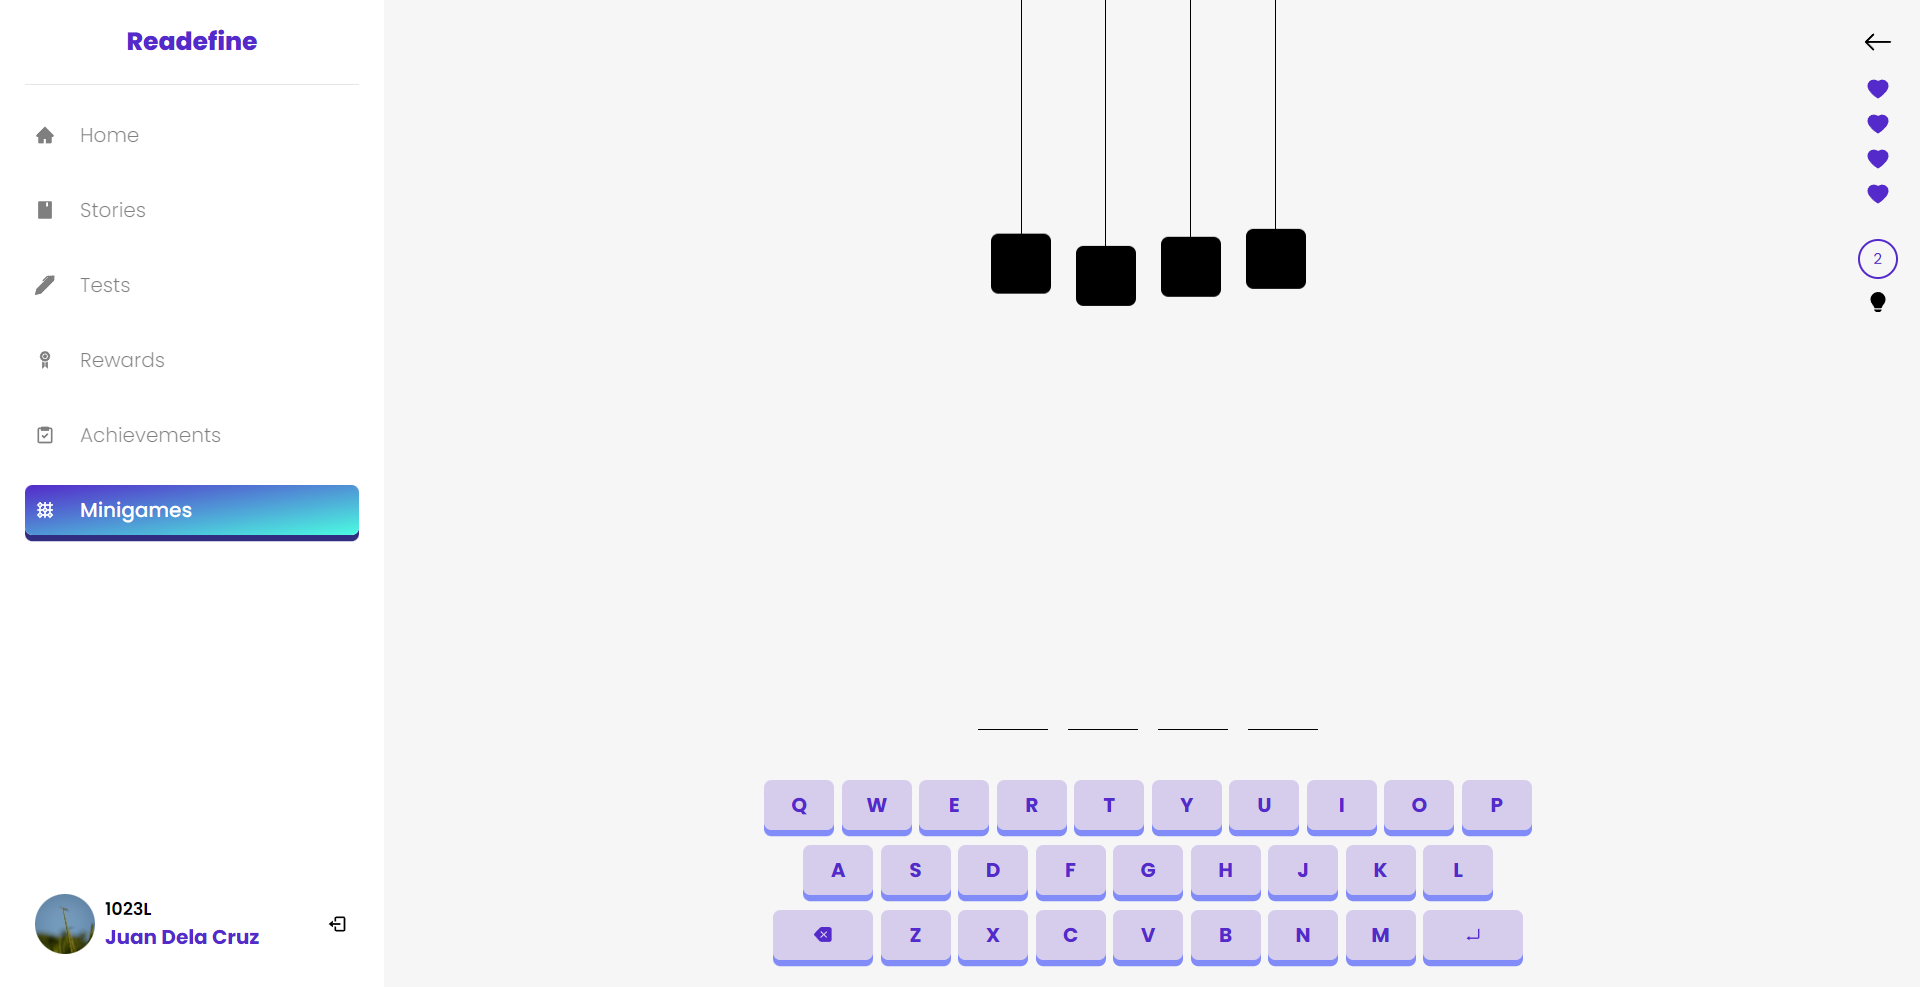 Readefine
Home
Stories
Tests
Rewards
Achievements
Minigames
1023L
Juan Dela Cruz
2
Q W E R T Y U I O P
A S D F G H J K L
Z X C V B N M